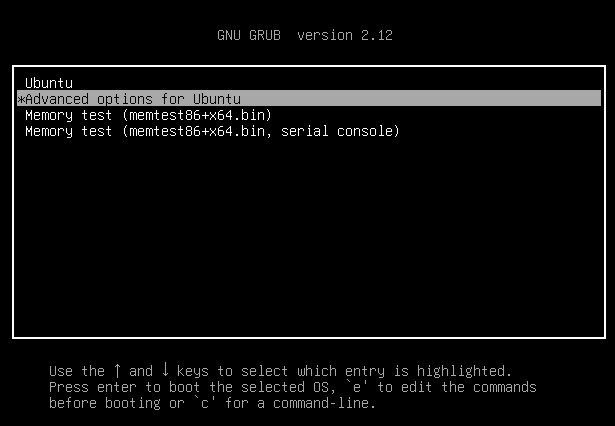 GNU GRUB version 2.12
Ubuntu
*Advanced options for Ubuntu
Memory test (memtest86+x64.bin)
Memory test (memtest86+x64.bin, serial console)
Use the ↑ and ↓ keys to select which entry is highlighted.
Press enter to boot the selected OS, `e' to edit the commands
before booting or `c' for a command-line.